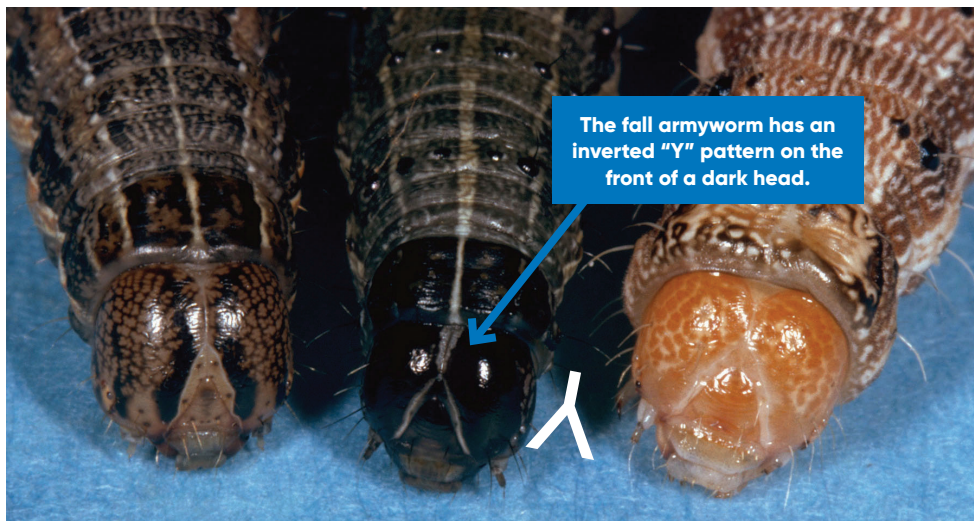 The fall armyworm has an
inverted “Y” pattern on the
front of a dark head.